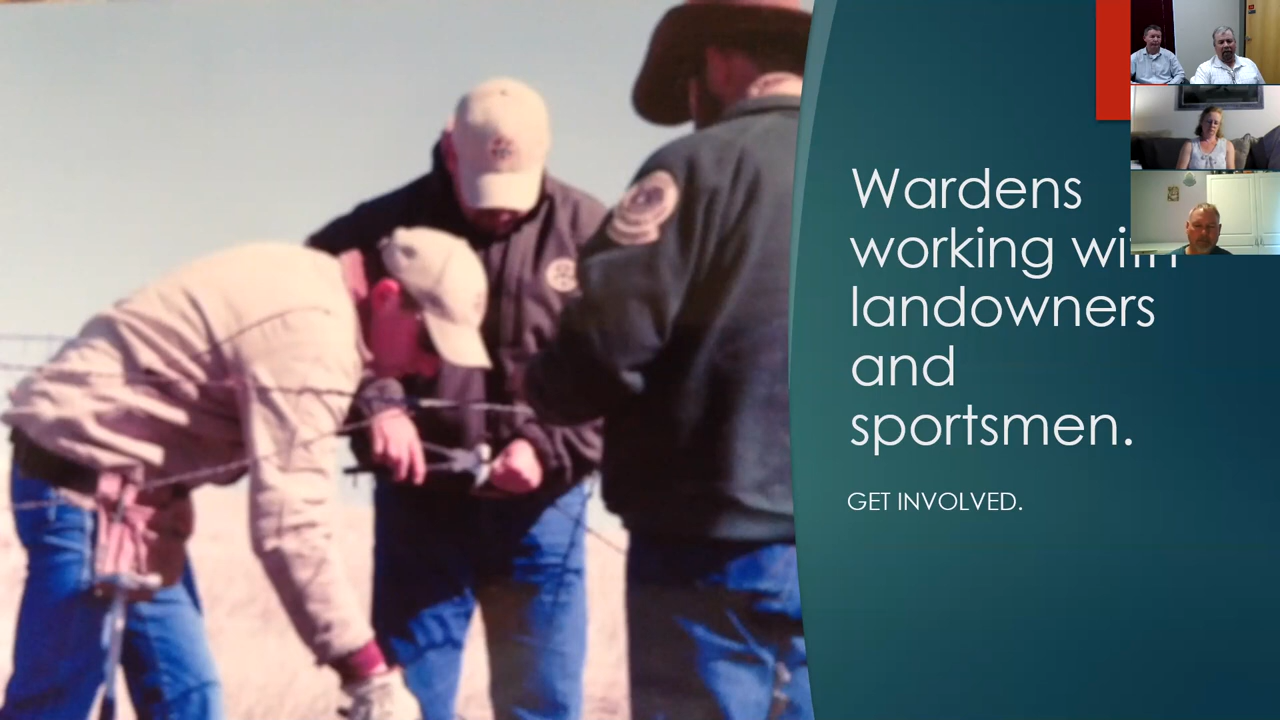 Wardens
working with
landowners
and
sportsmen.
GET INVOLVED.